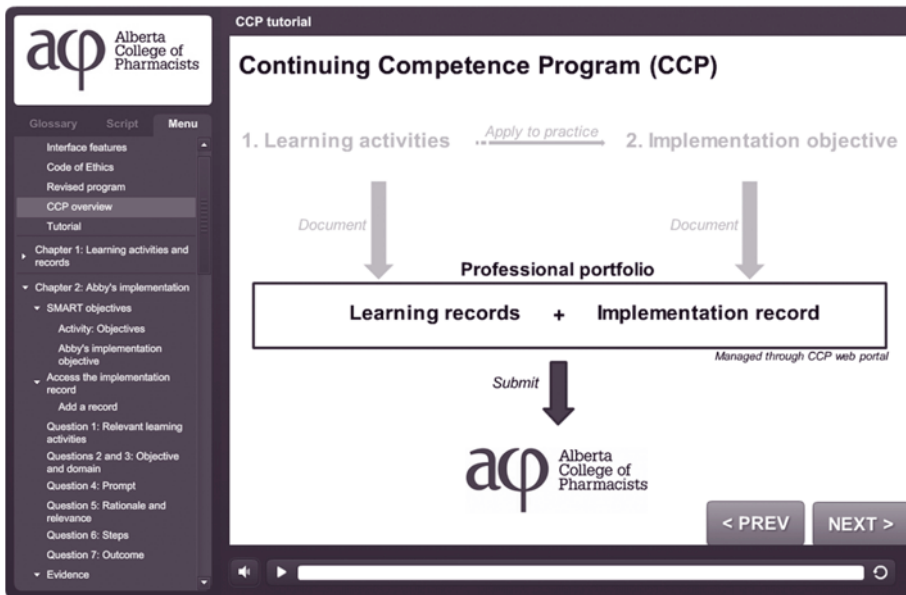 acp
Alberta
College of
Pharmacists
Glossary
Script
Menu
Interface features
Code of Ethics
Revised program
CCP overview
Tutorial
Chapter 1: Learning activities and
records
Chapter 2: Abby's implementation
SMART objectives
Activity: Objectives
Abby's implementation
objective
Access the implementation
record
Add a record
Question 1: Relevant learning
activities
Questions 2 and 3: Objective
and domain
Question 4: Prompt
Question 5: Rationale and
relevance
Question 6: Steps
Question 7: Outcome
Evidence
CCP tutorial
Continuing Competence Program (CCP)
1. Learning activities
Apply to practice
2. Implementation objective
Document
Document
Professional portfolio
Learning records + Implementation record
Managed through CCP web portal
Submit
acp
Alberta
College of
Pharmacists
< PREV
NEXT >